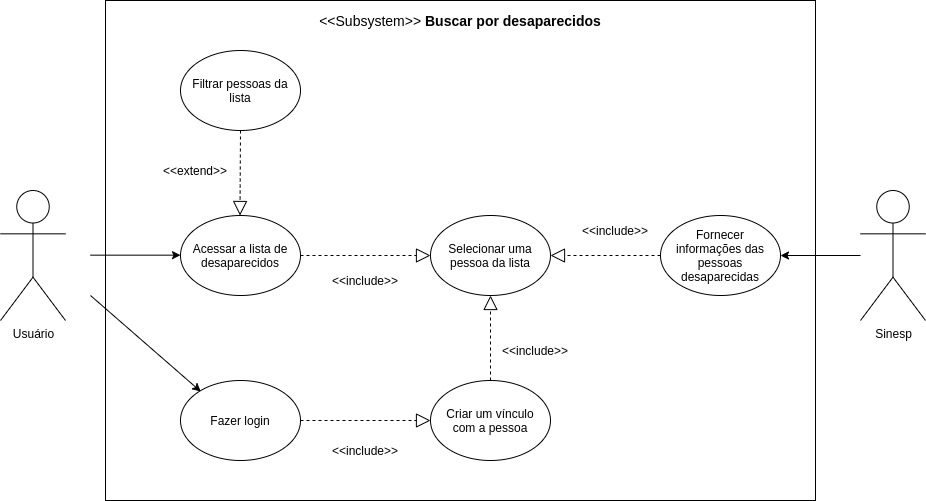 <<Subsystem>> Buscar por desaparecidos
Filtrar pessoas da
lista
<<extend>>
Acessar a lista de
desaparecidos
<<include>>
Selecionar uma
pessoa da lista
<<include>>
Fornecer
informações das
pessoas
desaparecidas
Usuário
Sinesp
<<include>>
Fazer login
<<include>>
Criar um vínculo
com a pessoa